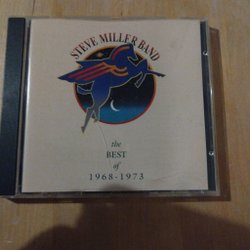 STEVE MILLER BAND
the
BEST
of
1968-1973